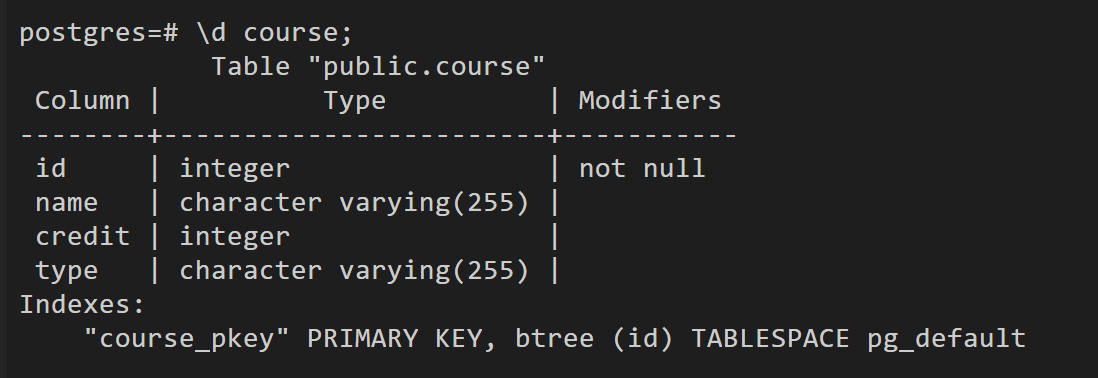 postgres=# \d course;
            Table "public.course"
 Column |          Type          | Modifiers
--------+------------------------+-----------
 id     | integer                | not null
 name   | character varying(255) |
 credit | integer                |
 type   | character varying(255) |
Indexes:
    "course_pkey" PRIMARY KEY, btree (id) TABLESPACE pg_default